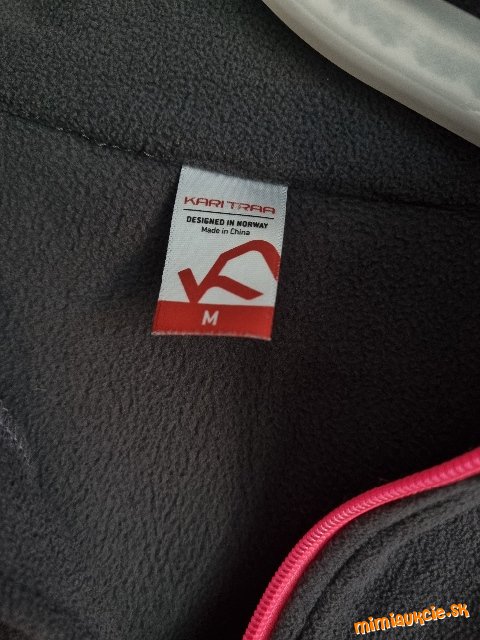 KARI TRAA
DESIGNED IN NORWAY
Made in China
M
mimiaukcie.sk